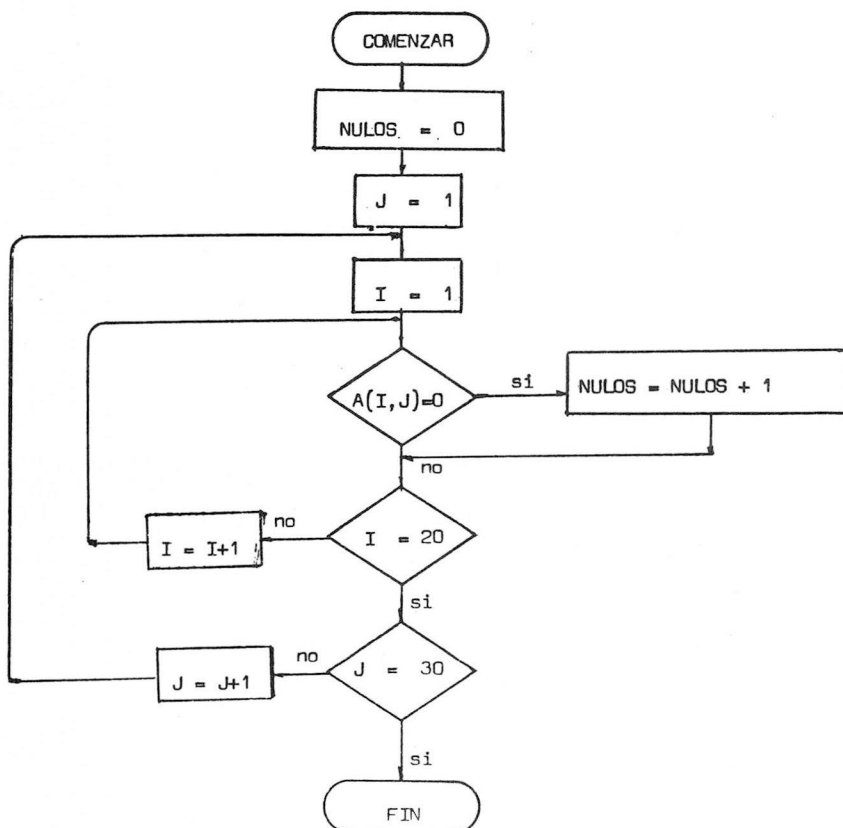 COMENZAR
NULOS = 0
J = 1
I = 1
A(I,J)=0
si
NULOS = NULOS + 1
no
I = 20
no
I = I+1
si
J = 30
no
J = J+1
si
FIN